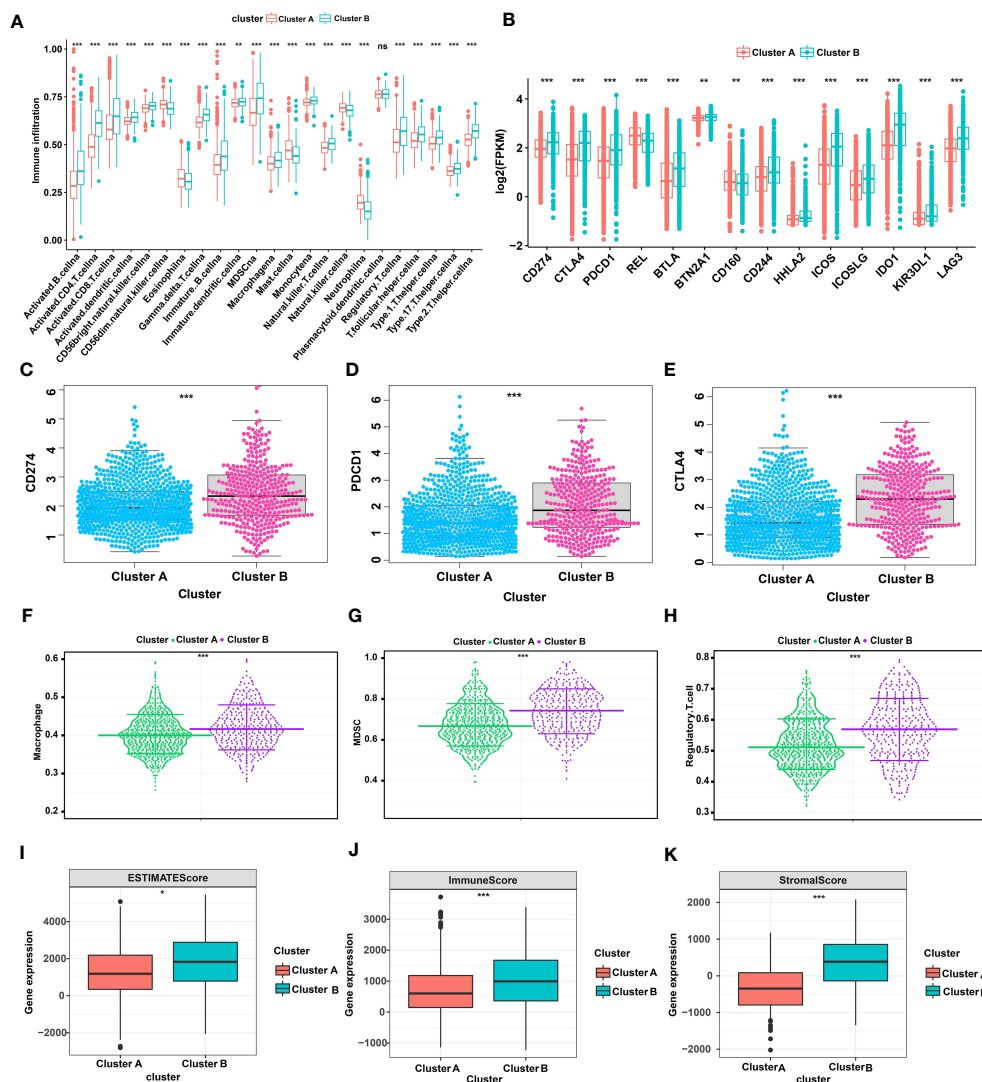 A
cluster Cluster A Cluster B
*** *** *** *** *** *** *** *** *** ** *** *** *** *** *** *** *** ns *** *** *** *** ***
Immune infiltration
1.00
0.75
0.50
0.25
0.00
Activated.B.cellna
Activated.CD4.T.cellna
Activated.CD8.T.cellna
Activated.dendritic.cellna
CD56bright.natural.killer.cellna
CD56dim.natural.killer.cellna
Eosinophilna
Gamma.delta.T.cellna
Immature..B.cellna
Immature.dendritic.cellna
MDSCna
Macrophagena
Mast.cellna
Monocytena
Natural.killer.T.cellna
Natural.killer.cellna
Neutrophilna
Plasmacytoid.dendritic.cellna
Regulatory.T.cellna
T.follicular.helper.cellna
Type.1.T.helper.cellna
Type.17.T.helper.cellna
Type.2.T.helper.cellna
B
Cluster A Cluster B
*** *** *** *** *** ** ** *** *** *** *** *** *** ***
log2(FPKM)
4
2
0
−2
CD274
CTLA4
PDCD1
REL
BTLA
BTN2A1
CD160
CD244
HHLA2
ICOS
ICOSLG
IDO1
KIR3DL1
LAG3
C
***
CD274
6
5
4
3
2
1
Cluster A Cluster B
Cluster
D
***
PDCD1
6
5
4
3
2
1
0
Cluster A Cluster B
Cluster
E
***
CTLA4
6
5
4
3
2
1
0
Cluster A Cluster B
Cluster
F
Cluster Cluster A Cluster B
***
Macrophage
0.6
0.5
0.4
0.3
0.2
G
Cluster Cluster A Cluster B
***
MDSC
1.0
0.8
0.6
0.4
H
Cluster Cluster A Cluster B
***
Regulatory.T.cell
0.8
0.7
0.6
0.5
0.4
0.3
I
ESTIMATEScore
*
Gene expression
4000
2000
0
−2000
Cluster A Cluster B
cluster
Cluster
Cluster A
Cluster B
J
ImmuneScore
***
Gene expression
3000
2000
1000
0
−1000
Cluster A Cluster B
Cluster
Cluster
Cluster A
Cluster B
K
StromalScore
***
Gene expression
2000
1000
0
−1000
−2000
Cluster A Cluster B
cluster
Cluster
Cluster
Cluster